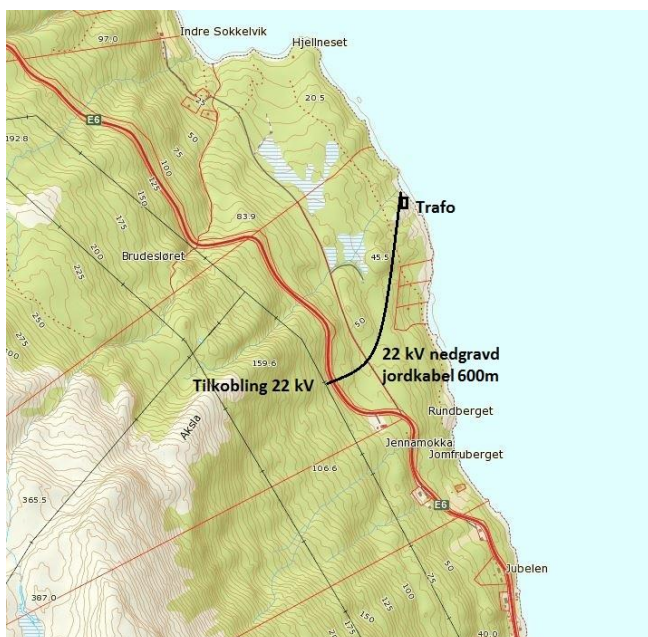 Indre Sokkelvik
97.0
Hjellneset
20.5
25
E6
50
192.8
75
100
125
150
175
Trafo
83.9
200
Brudesløret
45.5
225
250
275
300
50
22 kV nedgravd
jordkabel 600m
159.6
Tilkobling 22 kV
Rundberget
Aksla
Jennamokka
Jomfruberget
106.6
365.5
E6
50
75
Jubelen
100
125
387.0
150
40.0